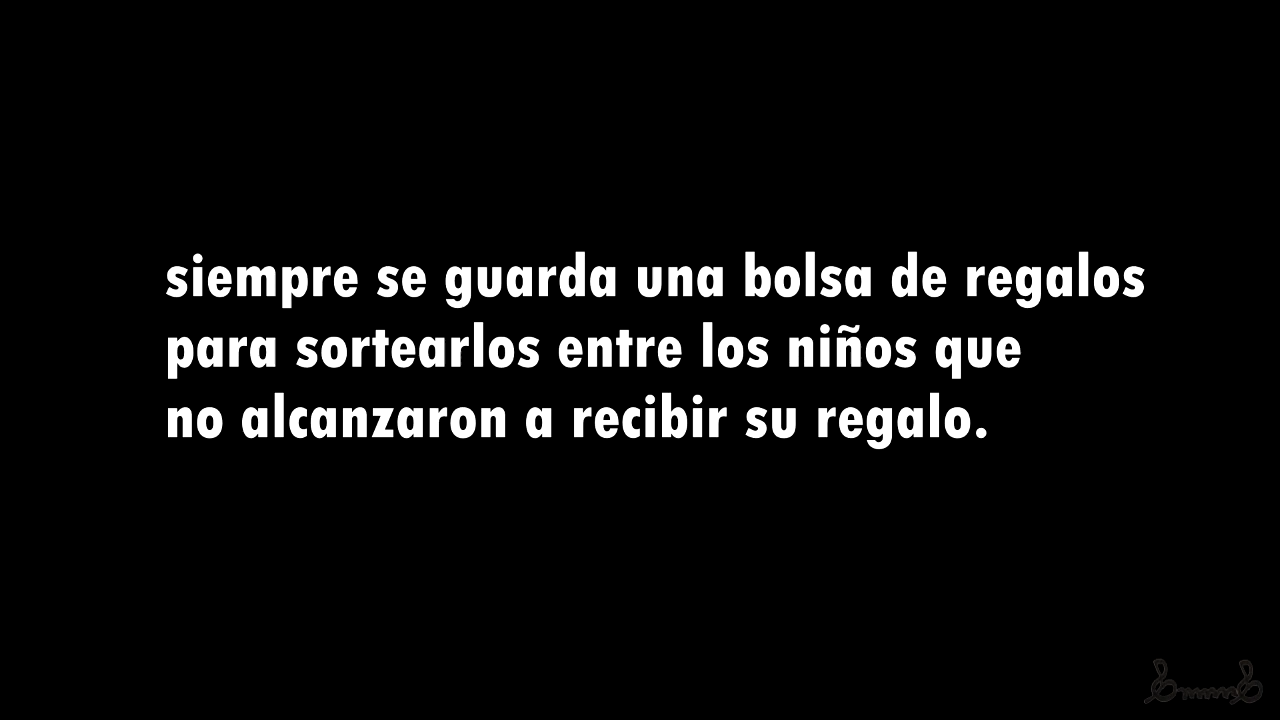 siempre se guarda una bolsa de regalos
para sortearlos entre los niños que
no alcanzaron a recibir su regalo.